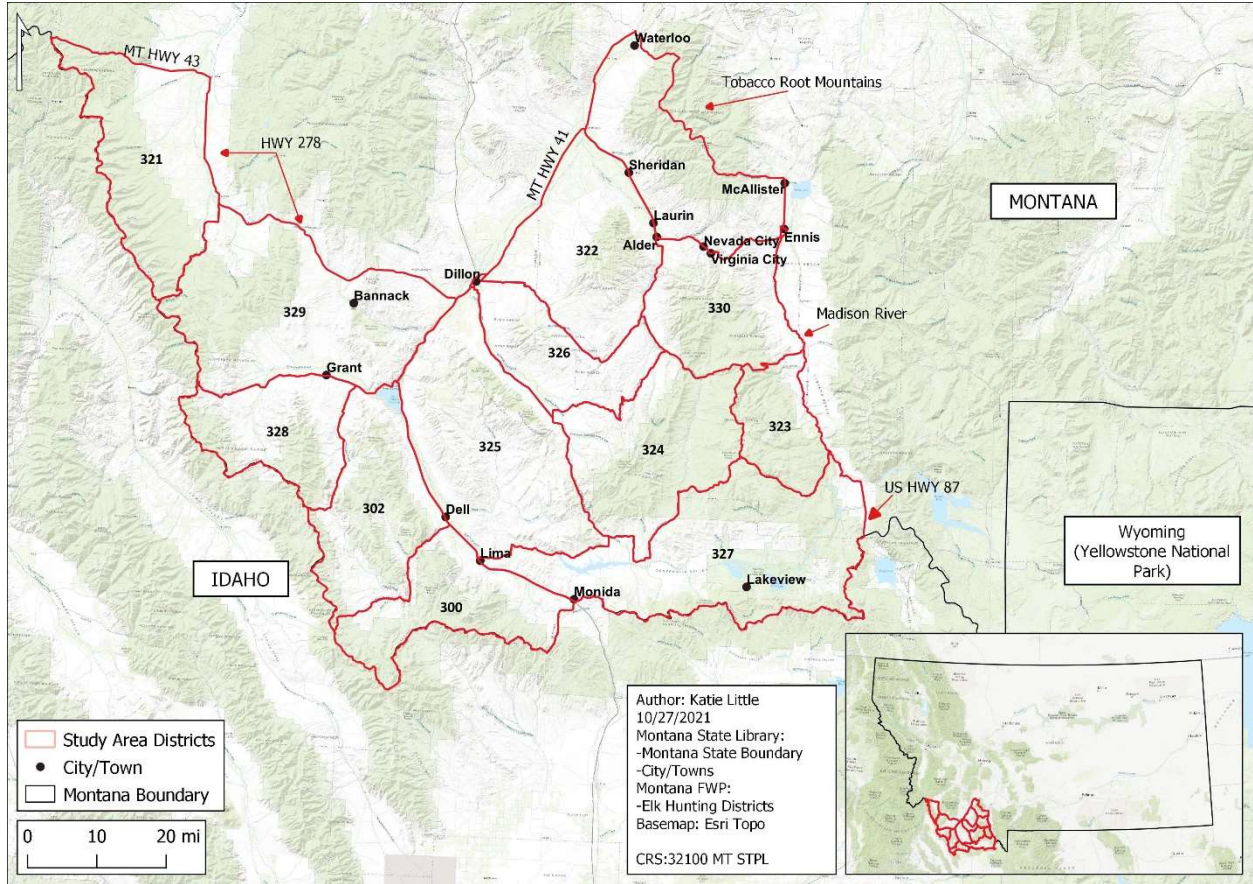 Waterloo
MT HWY 43
Tobacco Root Mountains
HWY 278
321
MT HWY 41
Sheridan
McAllister
MONTANA
Laurin
322
Alder
Nevada City
Ennis
Virginia City
Dillon
Bannack
329
330
Madison River
326
Grant
328
325
324
323
302
US HWY 87
Dell
Wyoming
(Yellowstone National
Park)
Lima
327
IDAHO
Lakeview
Monida
300
Study Area Districts
City/Town
Montana Boundary
0 10 20 mi
Author: Katie Little
10/27/2021
Montana State Library:
-Montana State Boundary
-City/Towns
Montana FWP:
-Elk Hunting Districts
Basemap: Esri Topo
CRS:32100 MT STPL